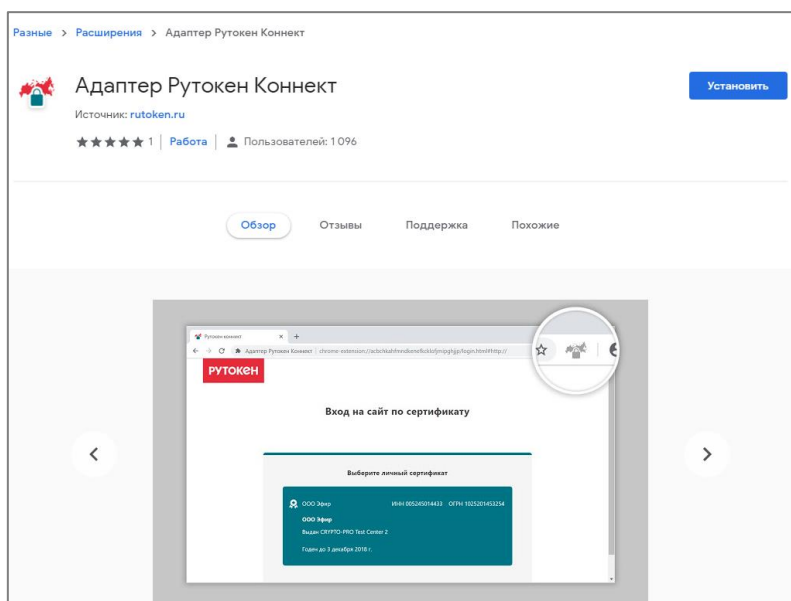 Разные > Расширения > Адаптер Рутокен Коннект
Адаптер Рутокен Коннект
Установить
Источник: rutoken.ru
1 | Работа | Пользователей: 1 096
Обзор Отзывы Поддержка Похожие
Рутокен коннект
Адаптер Рутокен Коннект
РУТОКЕН
Вход на сайт по сертификату
Выберите личный сертификат
ООО Эфир ИНН 005245014433 ОГРН 1025201453254
ООО Эфир
Выдан CRYPTO-PRO Test Center 2
Годен до 3 декабря 2018 г.